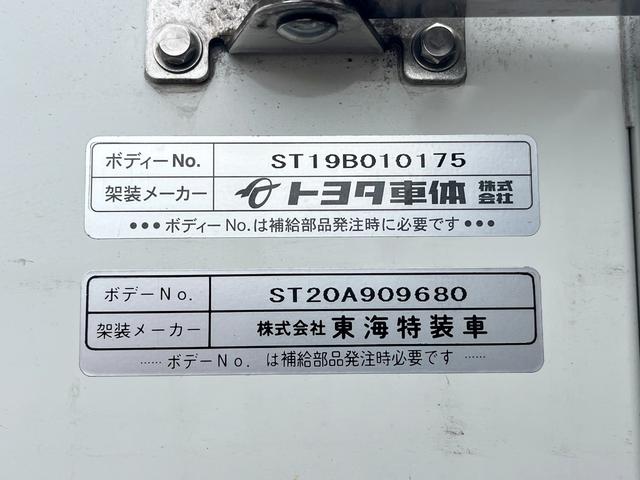 ボディーNo. ST19B010175
架装メーカー トヨタ車体 株式会社
●●●ボディーNo.は補給部品発注時に必要です●●●
ボデーNo. ST20A909680
架装メーカー 株式会社 東海特装車
……ボデーNo. は補給部品発注時必要です……